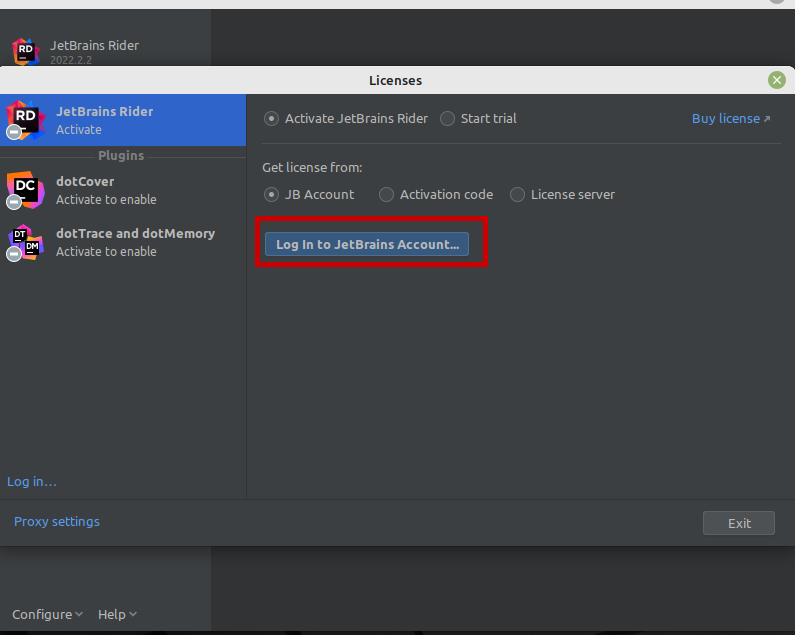 RD
JetBrains Rider
2022.2.2
Licenses
RD
JetBrains Rider
Activate
Plugins
DC
dotCover
Activate to enable
DT
DM
dotTrace and dotMemory
Activate to enable
Log in...
Activate JetBrains Rider
Start trial
Buy license ↗
Get license from:
JB Account
Activation code
License server
Log In to JetBrains Account...
Proxy settings
Exit
Configure
Help